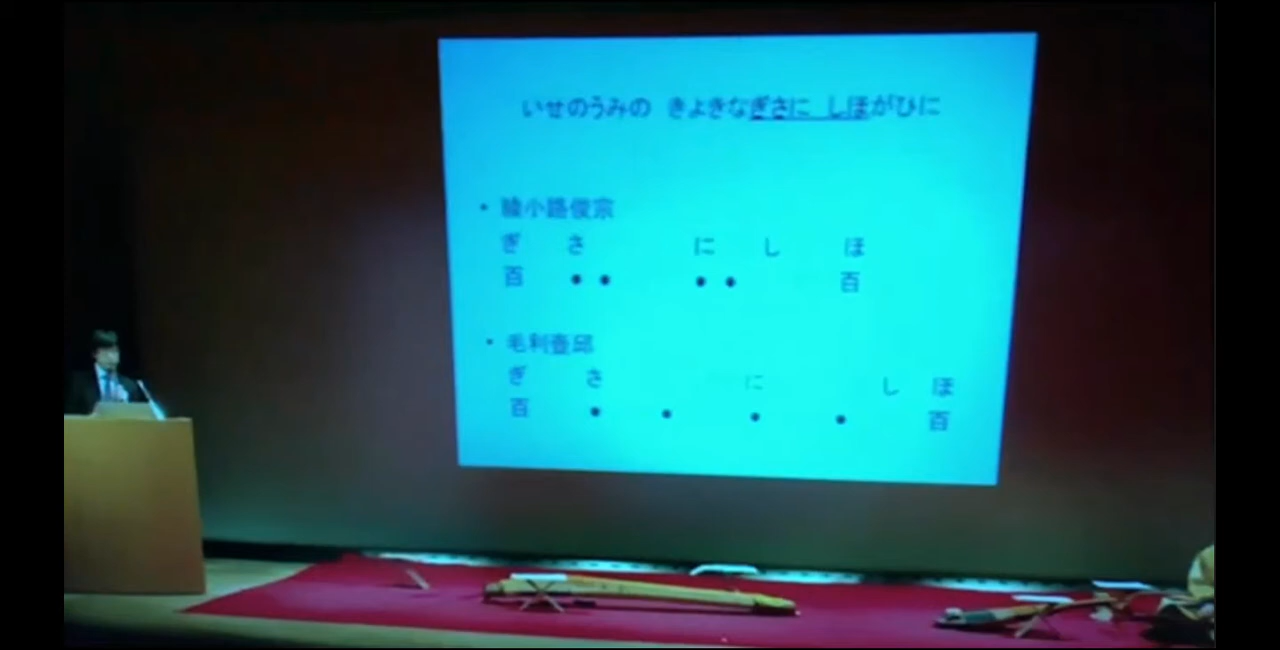 いせのうみの きよきなぎさに しほがひに
・綾小路俊宗
ぎ さ に し ほ
百 ● ● ● ● 百
・毛利壺邱
ぎ さ に し ほ
百 ● ● ● ● 百